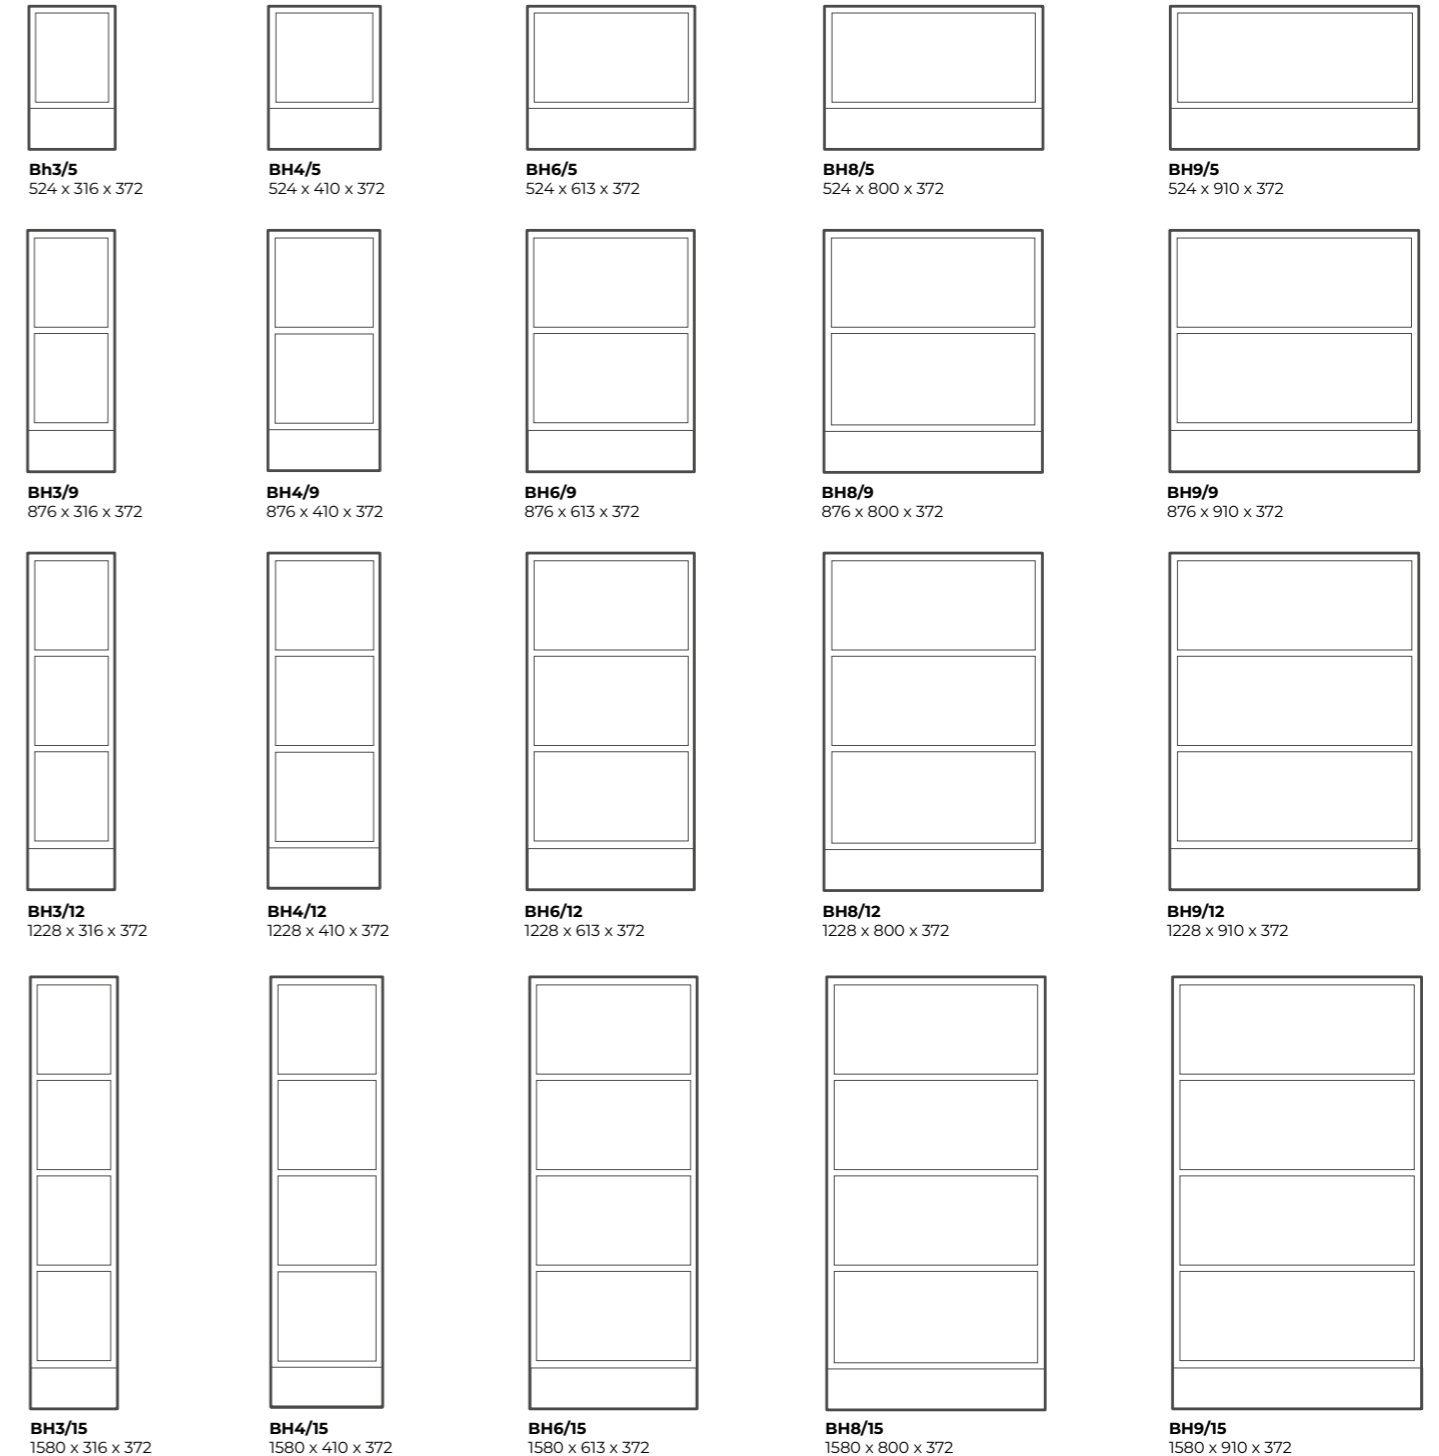 Bh3/5
524 x 316 x 372
BH4/5
524 x 410 x 372
BH6/5
524 x 613 x 372
BH8/5
524 x 800 x 372
BH9/5
524 x 910 x 372
BH3/9
876 x 316 x 372
BH4/9
876 x 410 x 372
BH6/9
876 x 613 x 372
BH8/9
876 x 800 x 372
BH9/9
876 x 910 x 372
BH3/12
1228 x 316 x 372
BH4/12
1228 x 410 x 372
BH6/12
1228 x 613 x 372
BH8/12
1228 x 800 x 372
BH9/12
1228 x 910 x 372
BH3/15
1580 x 316 x 372
BH4/15
1580 x 410 x 372
BH6/15
1580 x 613 x 372
BH8/15
1580 x 800 x 372
BH9/15
1580 x 910 x 372